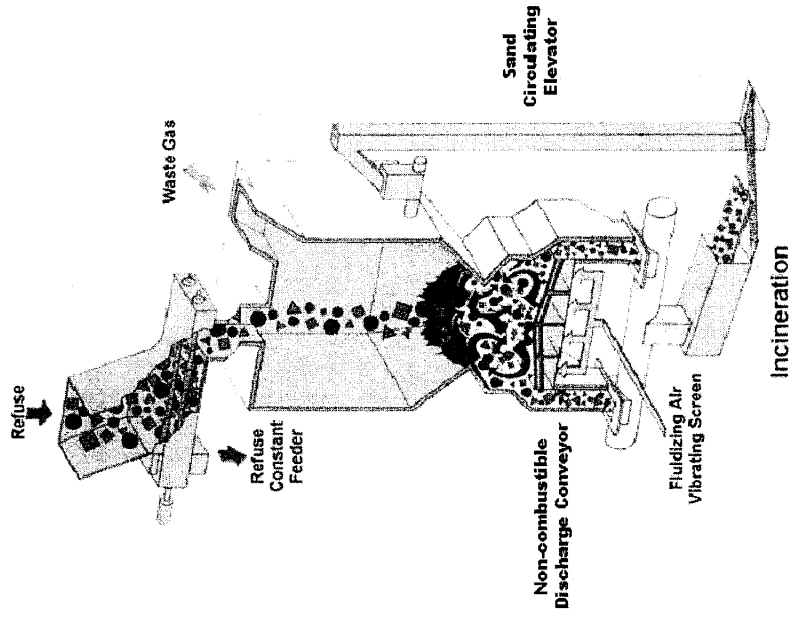 Refuse
Waste Gas
Refuse
Constant
Feeder
Sand
Circulating
Elevator
Non-combustible
Discharge Conveyor
Fluidizing Air
Vibrating Screen
Incineration